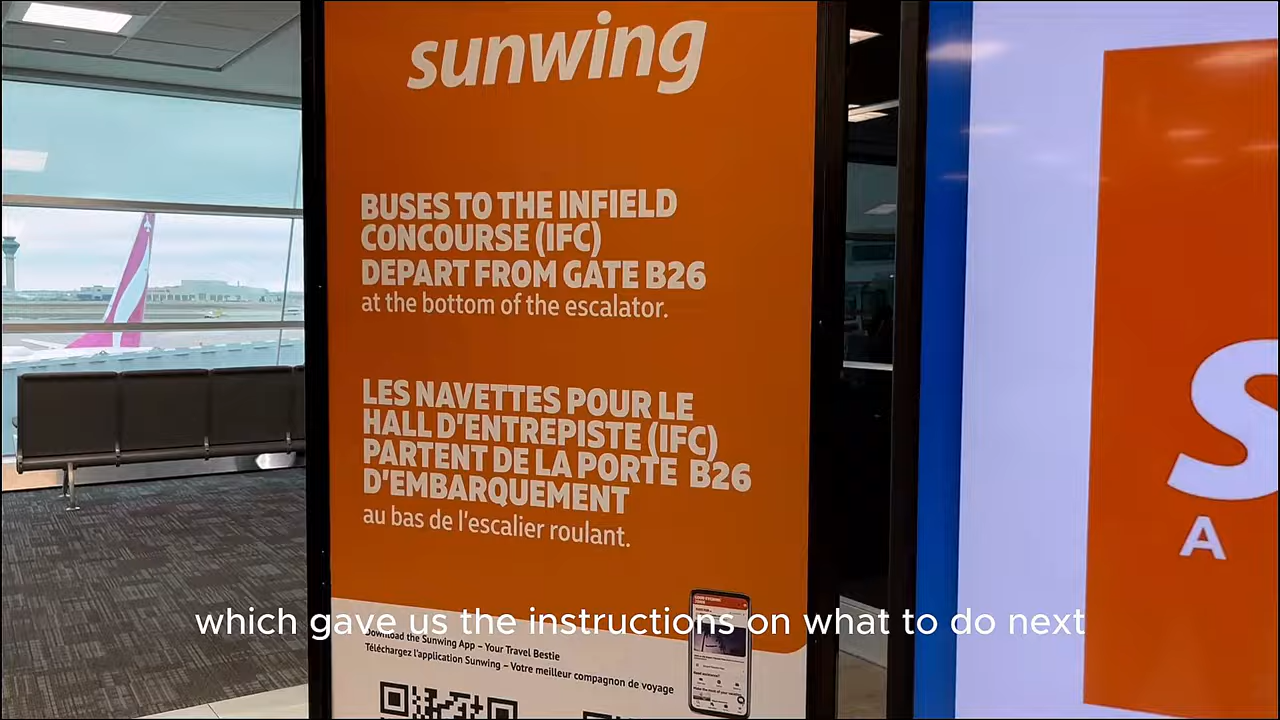 sunwing
BUSES TO THE INFIELD
CONCOURSE (IFC)
DEPART FROM GATE B26
at the bottom of the escalator.
LES NAVETTES POUR LE
HALL D'ENTREPISTE (IFC)
PARTENT DE LA PORTE B26
D'EMBARQUEMENT
au bas de l'escalier roulant.
which gave us the instructions on what to do next
Download the Sunwing App – Your Travel Bestie
Téléchargez l'application Sunwing – Votre meilleur compagnon de voyage
S
A